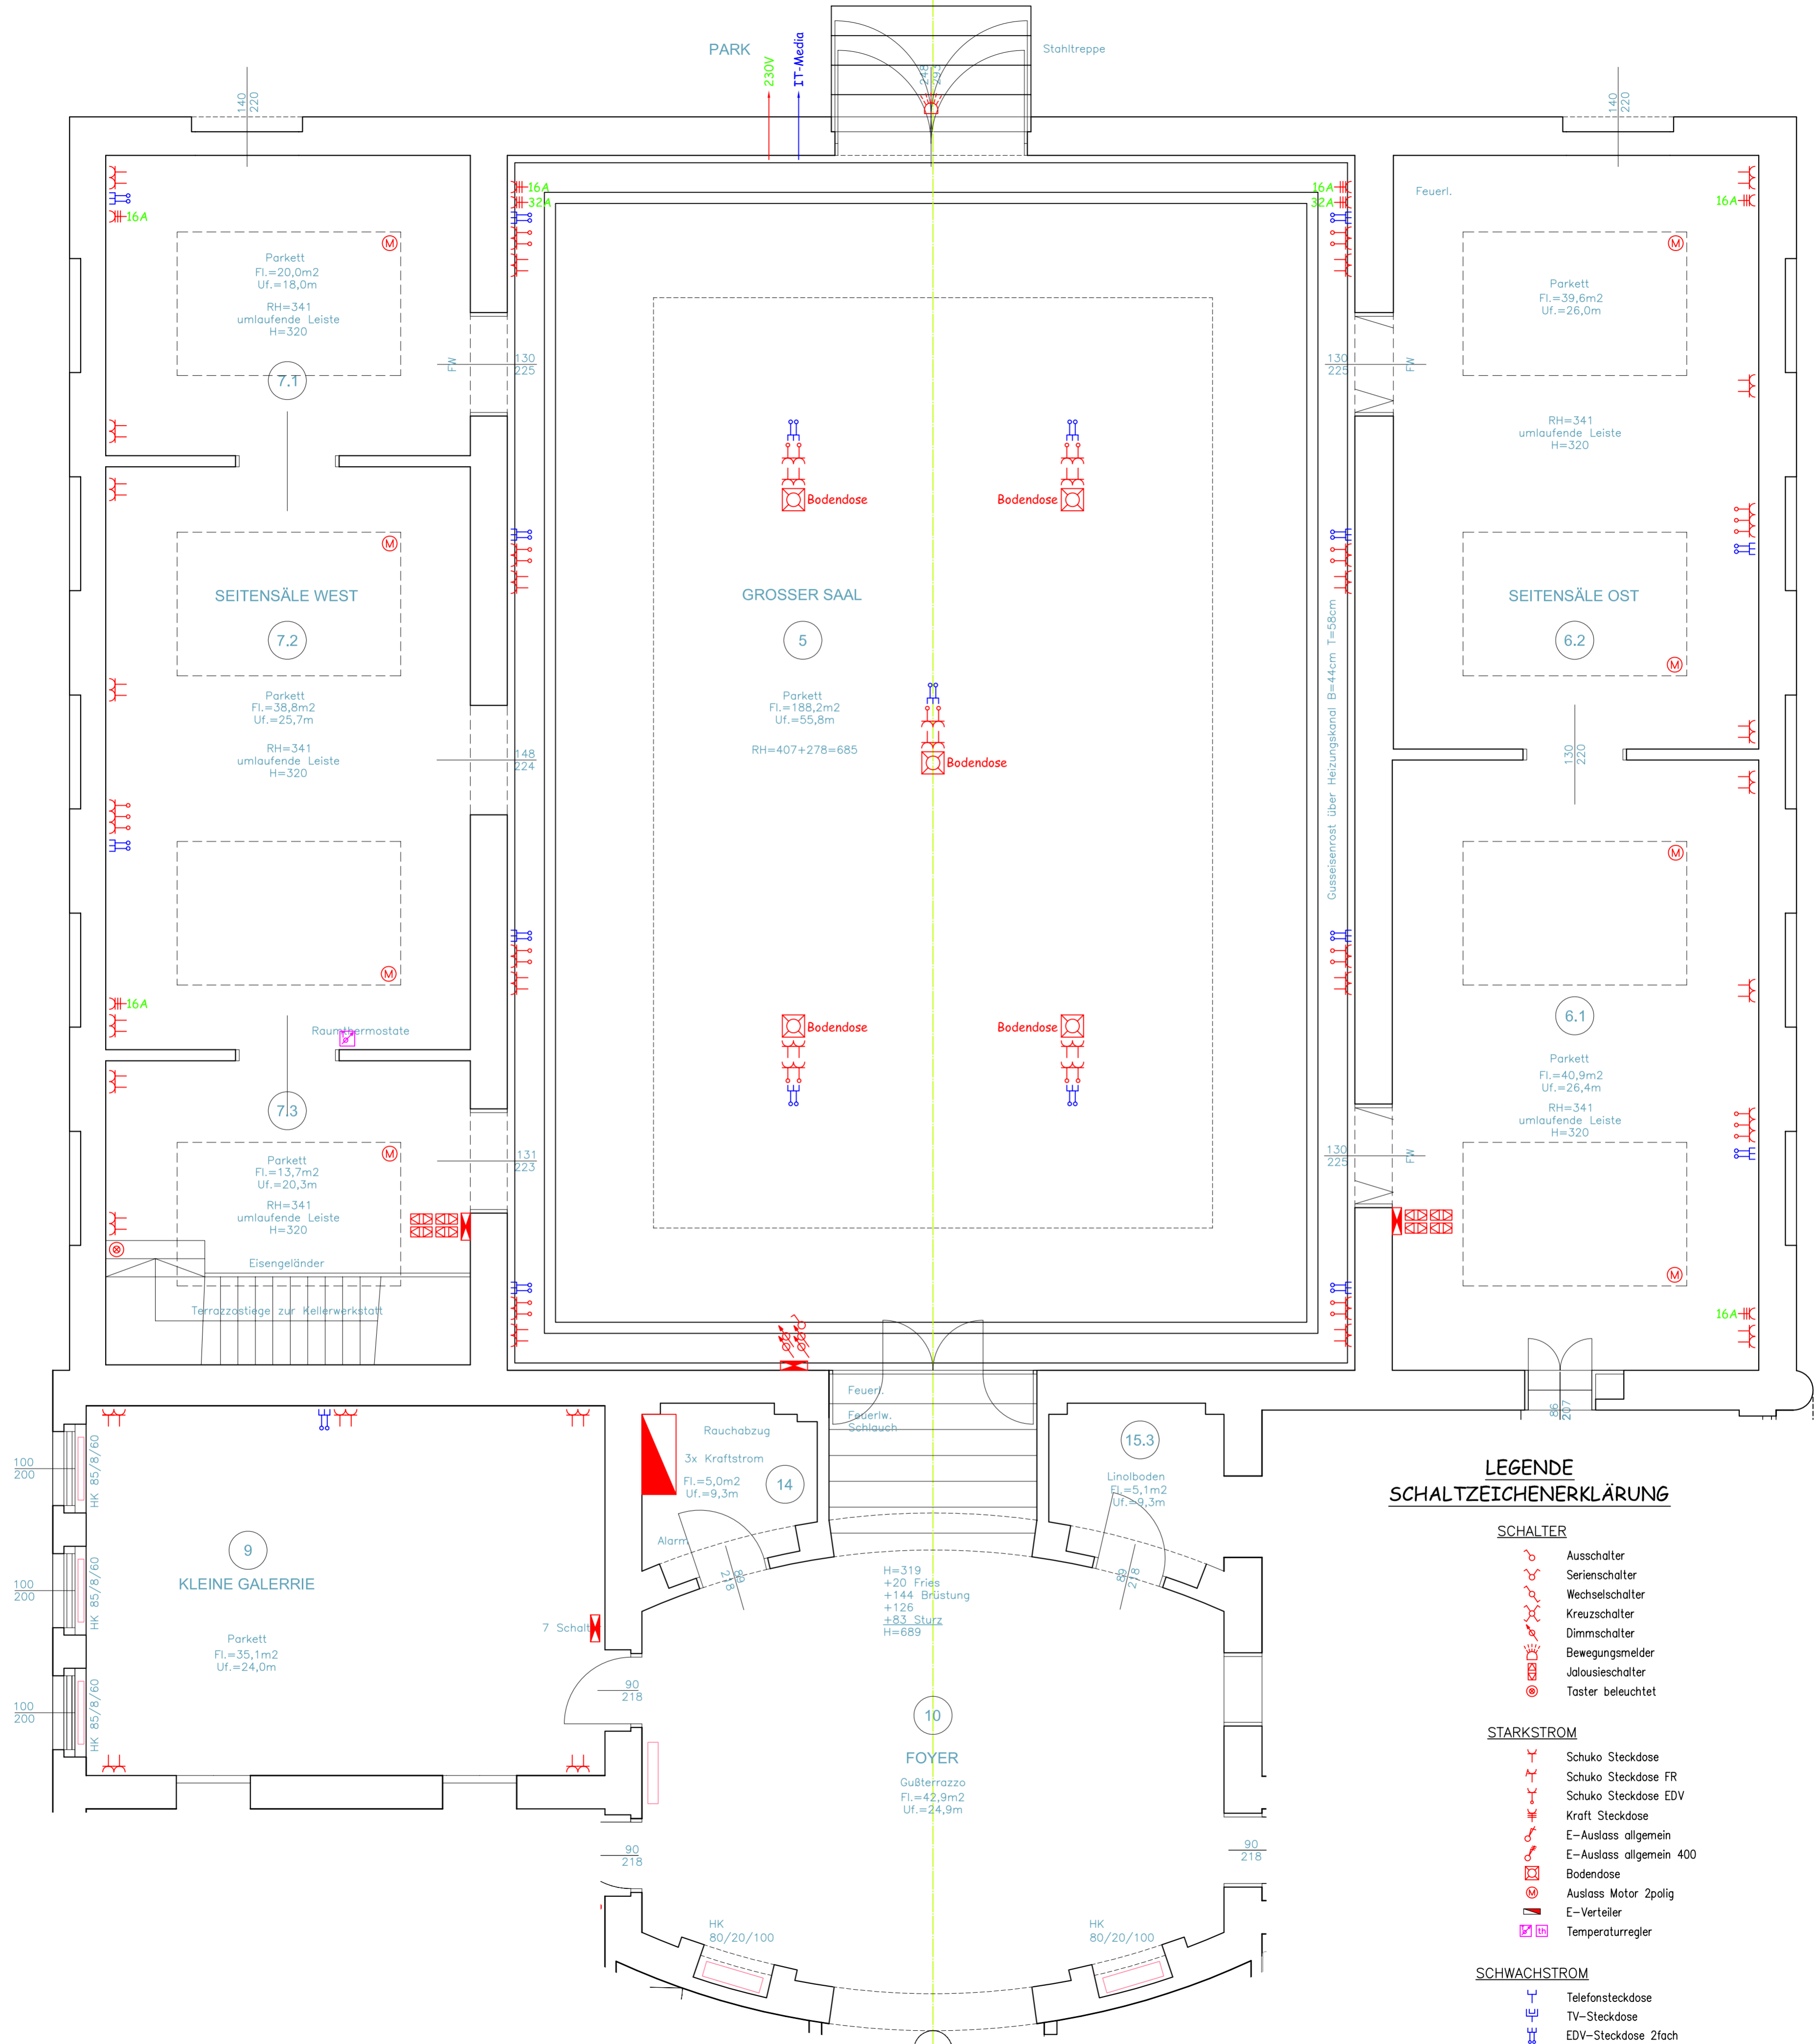 PARK
230V
IT-Media
248
293
Stahltreppe
140
220
140
220
16A
16A
32A
16A
32A
Feuerl.
16A
M
M
Parkett
Fl.=20,0m2
Uf.=18,0m
RH=341
umlaufende Leiste
H=320
7.1
FW
130
225
130
225
FW
Parkett
Fl.=39,6m2
Uf.=26,0m
RH=341
umlaufende Leiste
H=320
Bodendose
Bodendose
M
SEITENSÄLE WEST
7.2
Parkett
Fl.=38,8m2
Uf.=25,7m
RH=341
umlaufende Leiste
H=320
148
224
GROSSER SAAL
5
Parkett
Fl.=188,2m2
Uf.=55,8m
RH=407+278=685
Bodendose
Gusseisenrost über Heizungskanal B=44cm T=58cm
SEITENSÄLE OST
6.2
M
130
220
M
M
16A
Raumthermostate
Bodendose
Bodendose
6.1
Parkett
Fl.=40,9m2
Uf.=26,4m
RH=341
umlaufende Leiste
H=320
7.3
M
Parkett
Fl.=13,7m2
Uf.=20,3m
RH=341
umlaufende Leiste
H=320
131
223
130
225
FW
Eisengeländer
Terrazzostiege zur Kellerwerkstatt
M
16A
86
207
Feuerl.
Feuerlw.
Schlauch
Rauchabzug
3x Kraftstrom
Fl.=5,0m2
Uf.=9,3m
14
Alarm
89
218
15.3
Linolboden
Fl.=5,1m2
Uf.=9,3m
89
218
100
200
HK 85/8/60
100
200
HK 85/8/60
100
200
HK 85/8/60
9
KLEINE GALERRIE
Parkett
Fl.=35,1m2
Uf.=24,0m
7 Schalt
H=319
+20 Fries
+144 Brüstung
+126
+83 Sturz
H=689
90
218
10
FOYER
Gußterrazzo
Fl.=42,9m2
Uf.=24,9m
90
218
90
218
HK
80/20/100
HK
80/20/100
LEGENDE
SCHALTZEICHENERKLÄRUNG
SCHALTER
Ausschalter
Serienschalter
Wechselschalter
Kreuzschalter
Dimmschalter
Bewegungsmelder
Jalousieschalter
Taster beleuchtet
STARKSTROM
Schuko Steckdose
Schuko Steckdose FR
Schuko Steckdose EDV
Kraft Steckdose
E-Auslass allgemein
E-Auslass allgemein 400
Bodendose
M Auslass Motor 2polig
E-Verteiler
th Temperaturregler
SCHWACHSTROM
Telefonsteckdose
TV-Steckdose
EDV-Steckdose 2fach